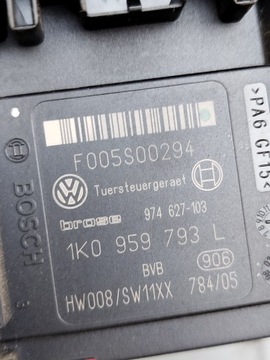 F005S00294
Tuersteuergeraet
brose 974 627-103
1K0 959 793 L
BVB 906
HW008/SW11XX 784/05
BOSCH
>PA6 GF15<